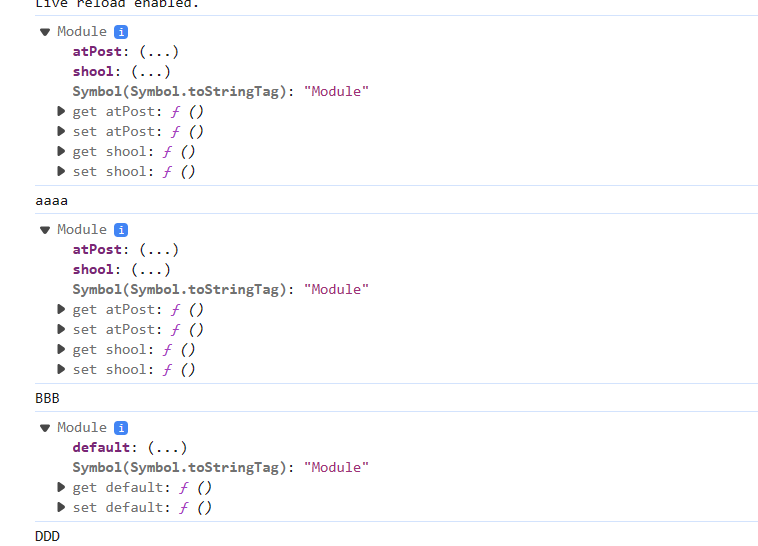 Live reload enabled.
▼ Module i
atPost: (...)
shool: (...)
Symbol(Symbol.toStringTag): "Module"
▶ get atPost: ƒ ()
▶ set atPost: ƒ ()
▶ get shool: ƒ ()
▶ set shool: ƒ ()
aaaa
▼ Module i
atPost: (...)
shool: (...)
Symbol(Symbol.toStringTag): "Module"
▶ get atPost: ƒ ()
▶ set atPost: ƒ ()
▶ get shool: ƒ ()
▶ set shool: ƒ ()
BBB
▼ Module i
default: (...)
Symbol(Symbol.toStringTag): "Module"
▶ get default: ƒ ()
▶ set default: ƒ ()
DDD